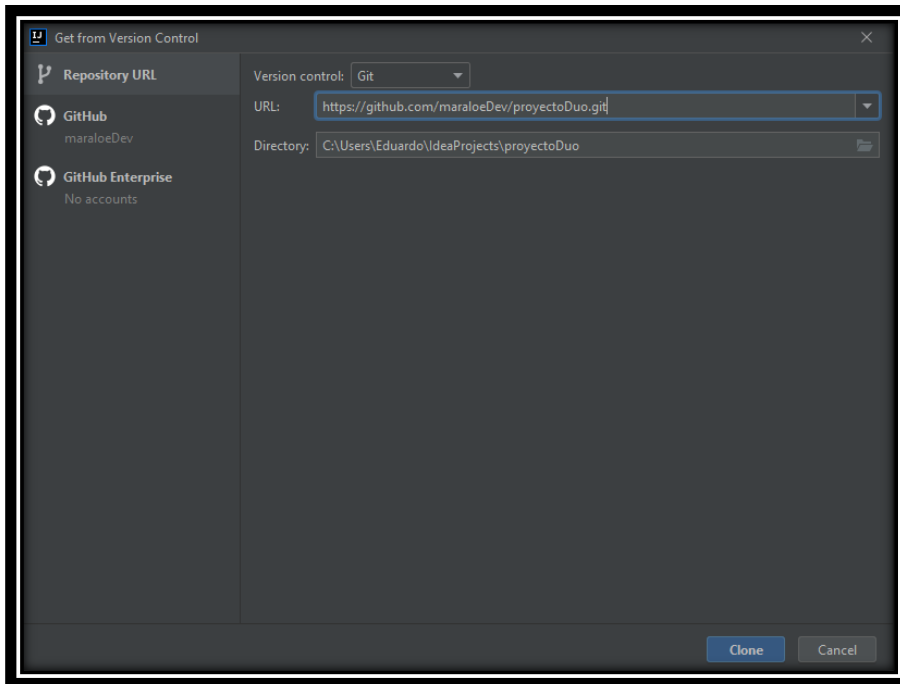 IJ Get from Version Control
Repository URL
GitHub
maraloeDev
GitHub Enterprise
No accounts
Version control: Git
URL: https://github.com/maraloeDev/proyectoDuo.git
Directory: C:\Users\Eduardo\IdeaProjects\proyectoDuo
Clone Cancel